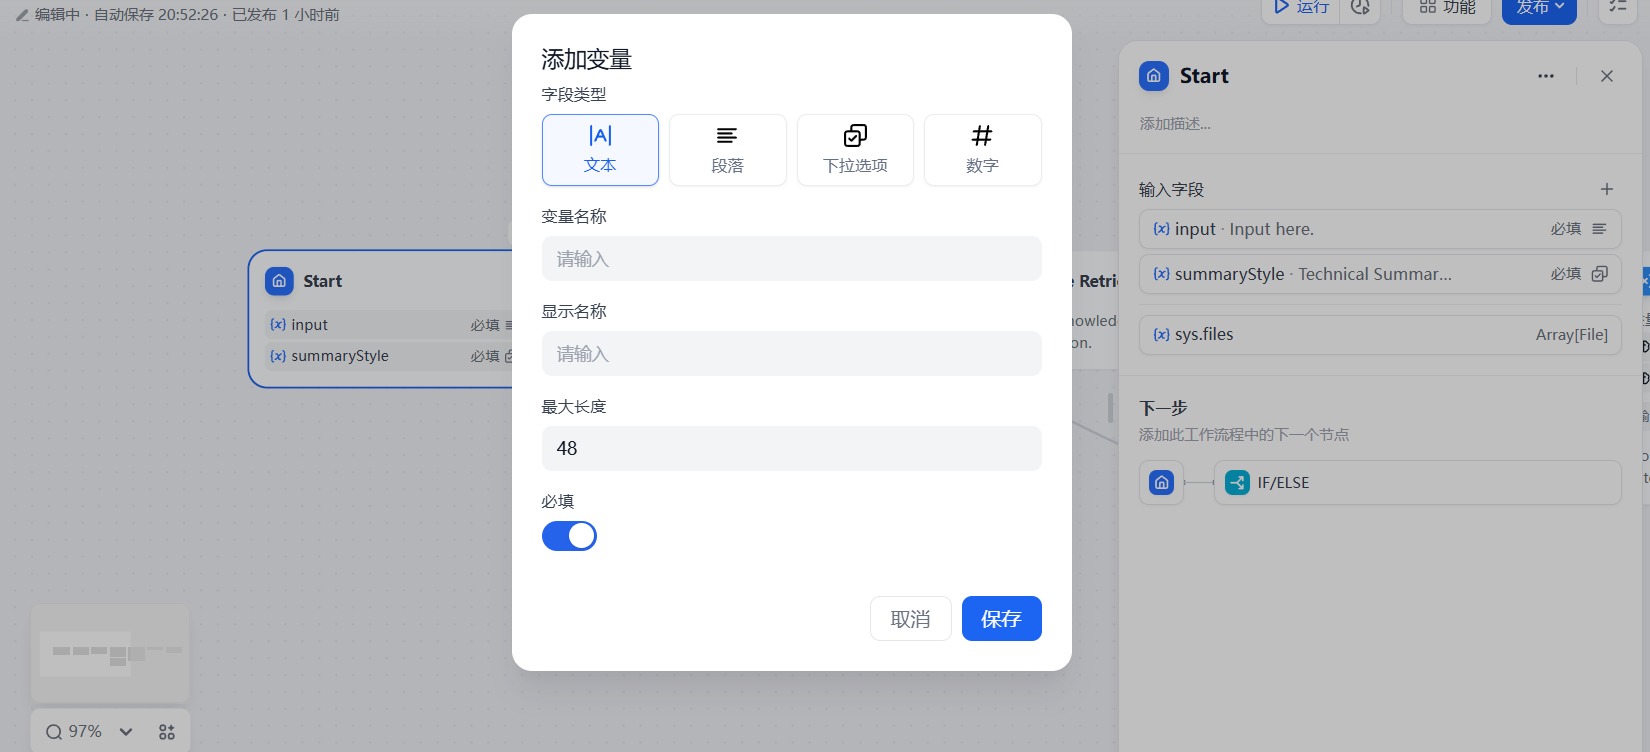 编辑中 · 自动保存 20:52:26 · 已发布 1 小时前
运行
功能
发布
Start
input
必填
summaryStyle
必填
97%
添加变量
字段类型
文本
段落
下拉选项
数字
变量名称
请输入
显示名称
请输入
最大长度
48
必填
取消
保存
Retri
on.
Start
添加描述...
输入字段
input · Input here.
必填
summaryStyle · Technical Summar...
必填
sys.files
Array[File]
下一步
添加此工作流程中的下一个节点
IF/ELSE